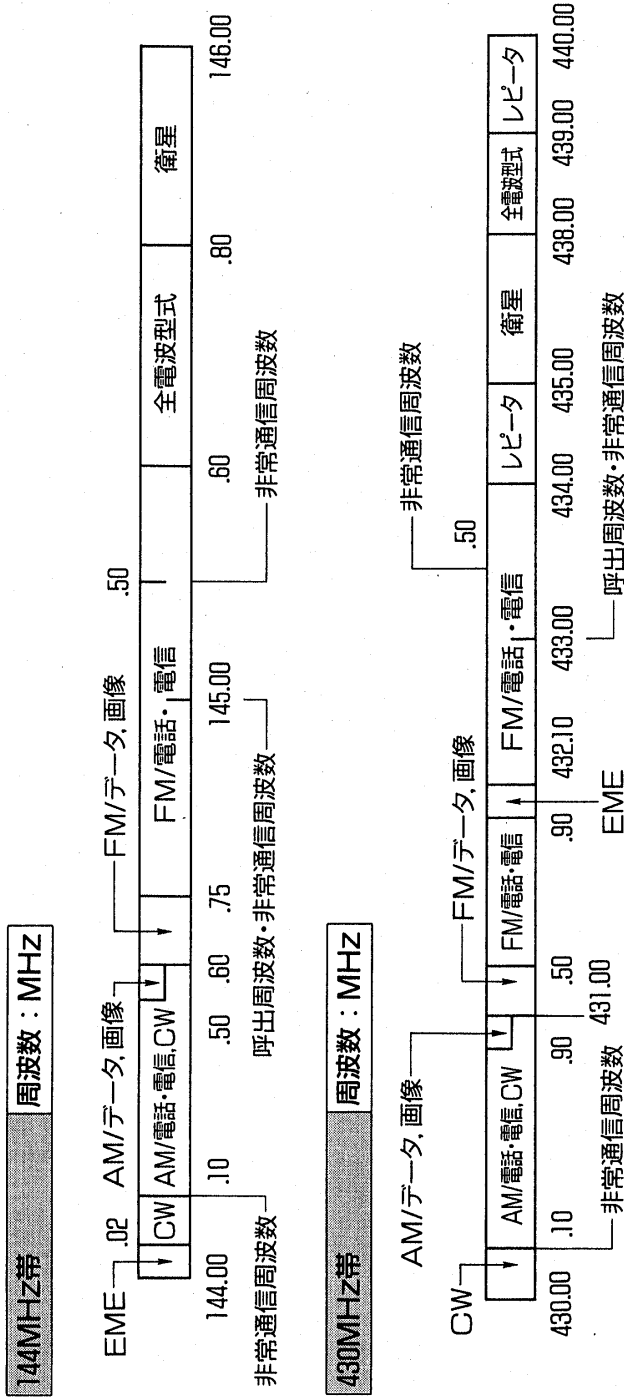 144MHz帯 周波数：MHz
EME .02 AM/データ,画像 FM/データ,画像 .50
CW AM/電話・電信,CW FM/電話・電信 全電波型式 衛星
144.00 .10 .50 .60 .75 145.00 .60 .80 146.00
非常通信周波数 呼出周波数・非常通信周波数 非常通信周波数
430MHz帯 周波数：MHz
CW AM/データ,画像 FM/データ,画像 .50 非常通信周波数
AM/電話・電信,CW FM/電話・電信 FM/電話・電信 レピータ 衛星 全電波型式 レピータ
430.00 .10 .90 431.00 .50 .90 432.10 433.00 434.00 435.00 438.00 439.00 440.00
非常通信周波数 EME 呼出周波数・非常通信周波数